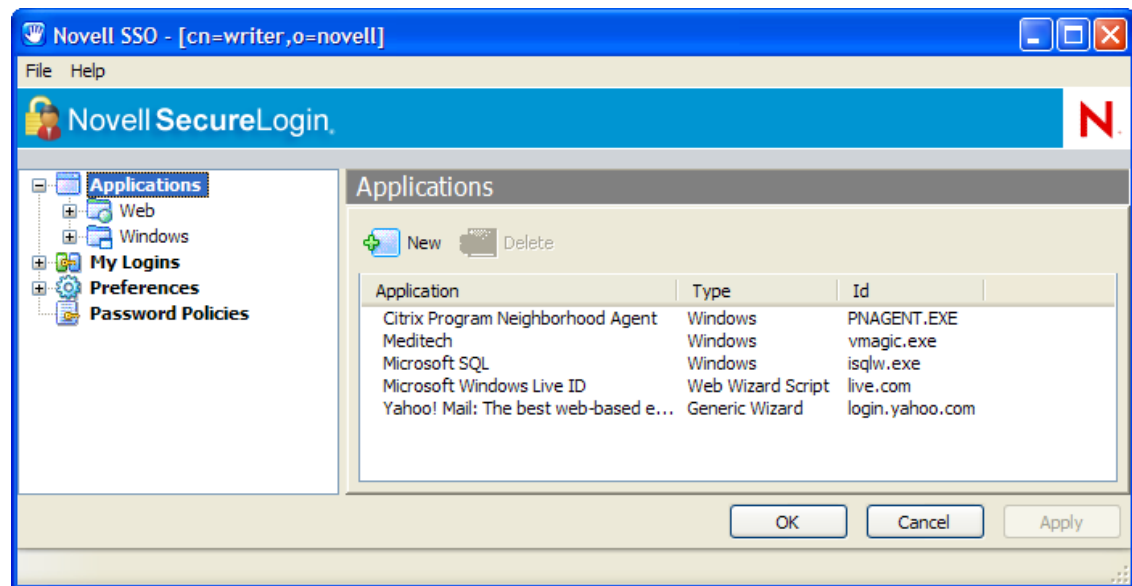 Novell SSO - [cn=writer,o=novell]
File Help
Novell SecureLogin
N
Applications
Web
Windows
My Logins
Preferences
Password Policies
Applications
New Delete
Application Type Id
Citrix Program Neighborhood Agent Windows PNAGENT.EXE
Meditech Windows vmagic.exe
Microsoft SQL Windows isqlw.exe
Microsoft Windows Live ID Web Wizard Script live.com
Yahoo! Mail: The best web-based e... Generic Wizard login.yahoo.com
OK Cancel Apply